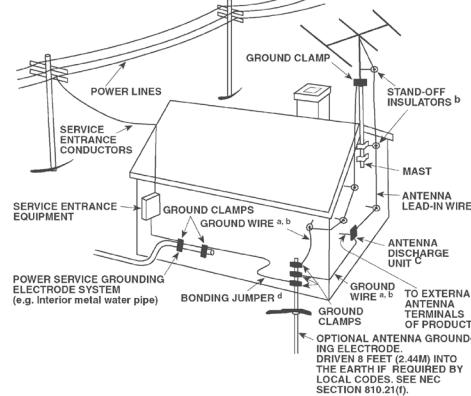 GROUND CLAMP
POWER LINES
STAND-OFF
INSULATORS b
SERVICE
ENTRANCE
CONDUCTORS
MAST
ANTENNA
LEAD-IN WIRE
SERVICE ENTRANCE
EQUIPMENT
GROUND CLAMPS
GROUND WIRE a, b
ANTENNA
DISCHARGE
UNIT C
POWER SERVICE GROUNDING
ELECTRODE SYSTEM
(e.g. Interior metal water pipe)
BONDING JUMPER d
GROUND
WIRE a, b
GROUND
CLAMPS
TO EXTERNA
ANTENNA
TERMINALS
OF PRODUCT
OPTIONAL ANTENNA GROUND-
ING ELECTRODE.
DRIVEN 8 FEET (2.44M) INTO
THE EARTH IF REQUIRED BY
LOCAL CODES. SEE NEC
SECTION 810.21(f).